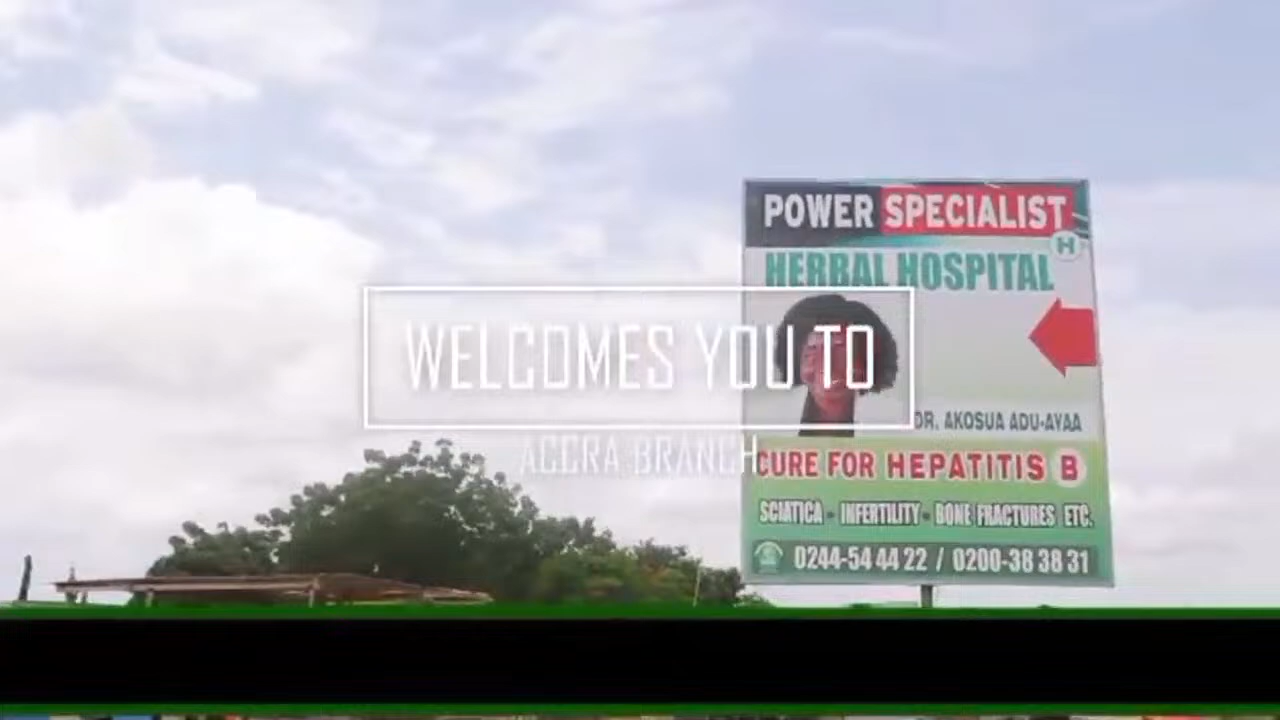 POWER SPECIALIST
H
HERBAL HOSPITAL
WELCOMES YOU TO
DR. AKOSUA ADU-AYAA
ACCRA BRANCH
CURE FOR HEPATITIS B
SCIATICA - INFERTILITY - BONE FRACTURES ETC.
0244-54 44 22 / 0200-38 38 31